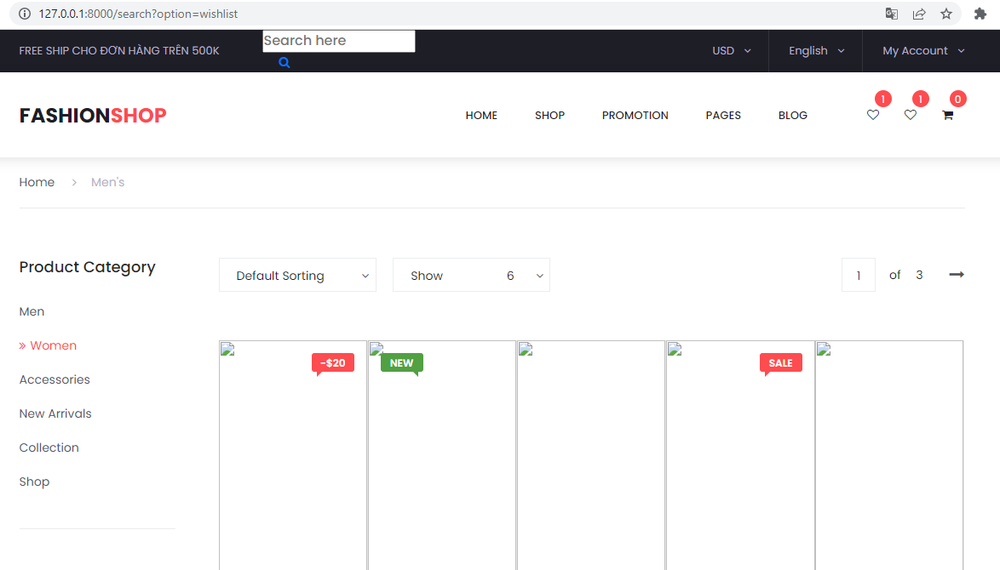 127.0.0.1:8000/search?option=wishlist
FREE SHIP CHO ĐƠN HÀNG TRÊN 500K
Search here
USD
English
My Account
FASHIONSHOP
HOME
SHOP
PROMOTION
PAGES
BLOG
1
1
0
Home
Men's
Product Category
Men
Women
Accessories
New Arrivals
Collection
Shop
Default Sorting
Show 6
1 of 3
-$20
NEW
SALE